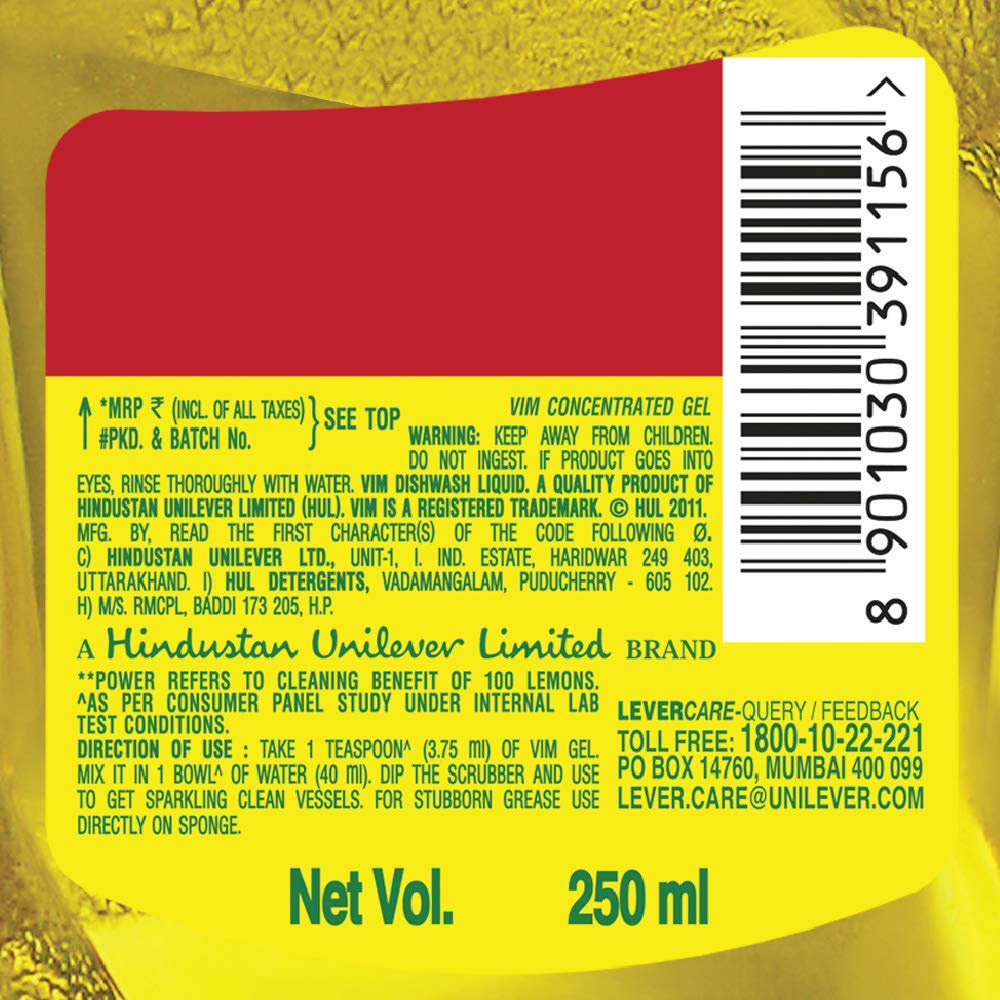 ↑ *MRP ₹ (INCL. OF ALL TAXES) } SEE TOP
#PKD. & BATCH No.
VIM CONCENTRATED GEL
WARNING: KEEP AWAY FROM CHILDREN.
DO NOT INGEST. IF PRODUCT GOES INTO
EYES, RINSE THOROUGHLY WITH WATER. VIM DISHWASH LIQUID. A QUALITY PRODUCT OF
HINDUSTAN UNILEVER LIMITED (HUL). VIM IS A REGISTERED TRADEMARK. © HUL 2011.
MFG. BY, READ THE FIRST CHARACTER(S) OF THE CODE FOLLOWING Ø.
C) HINDUSTAN UNILEVER LTD., UNIT-1, I. IND. ESTATE, HARIDWAR 249 403,
UTTARAKHAND. I) HUL DETERGENTS, VADAMANGALAM, PUDUCHERRY - 605 102.
H) M/S. RMCPL, BADDI 173 205, H.P.
A Hindustan Unilever Limited BRAND
**POWER REFERS TO CLEANING BENEFIT OF 100 LEMONS.
^AS PER CONSUMER PANEL STUDY UNDER INTERNAL LAB
TEST CONDITIONS.
DIRECTION OF USE : TAKE 1 TEASPOON^ (3.75 ml) OF VIM GEL.
MIX IT IN 1 BOWL^ OF WATER (40 ml). DIP THE SCRUBBER AND USE
TO GET SPARKLING CLEAN VESSELS. FOR STUBBORN GREASE USE
DIRECTLY ON SPONGE.
LEVERCARE-QUERY / FEEDBACK
TOLL FREE: 1800-10-22-221
PO BOX 14760, MUMBAI 400 099
LEVER.CARE@UNILEVER.COM
Net Vol. 250 ml
8 901030 391156 >